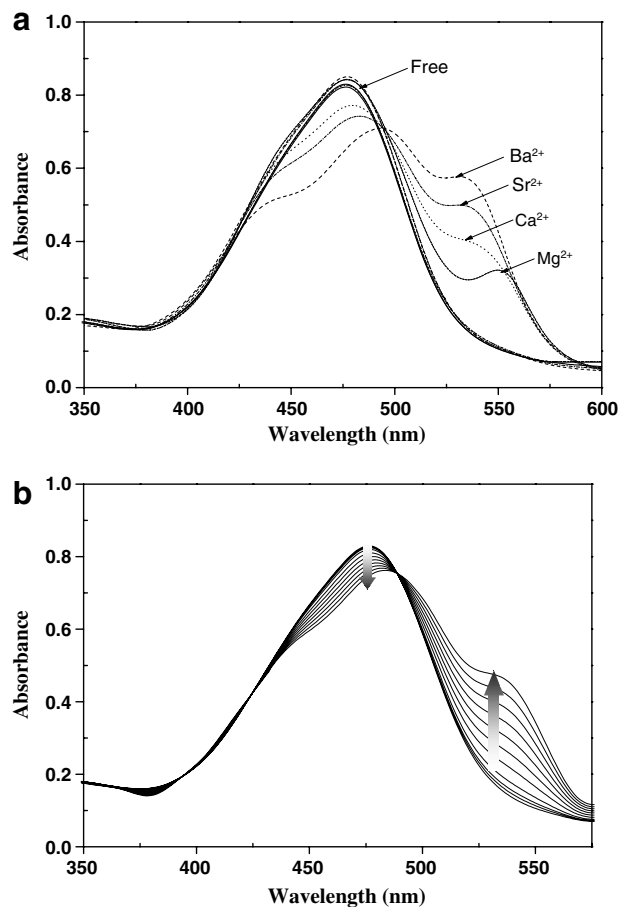 a
1.0
0.8
0.6
0.4
0.2
0.0
Absorbance
Free
Ba²⁺
Sr²⁺
Ca²⁺
Mg²⁺
350 400 450 500 550 600
Wavelength (nm)
b
1.0
0.8
0.6
0.4
0.2
0.0
Absorbance
350 400 450 500 550
Wavelength (nm)